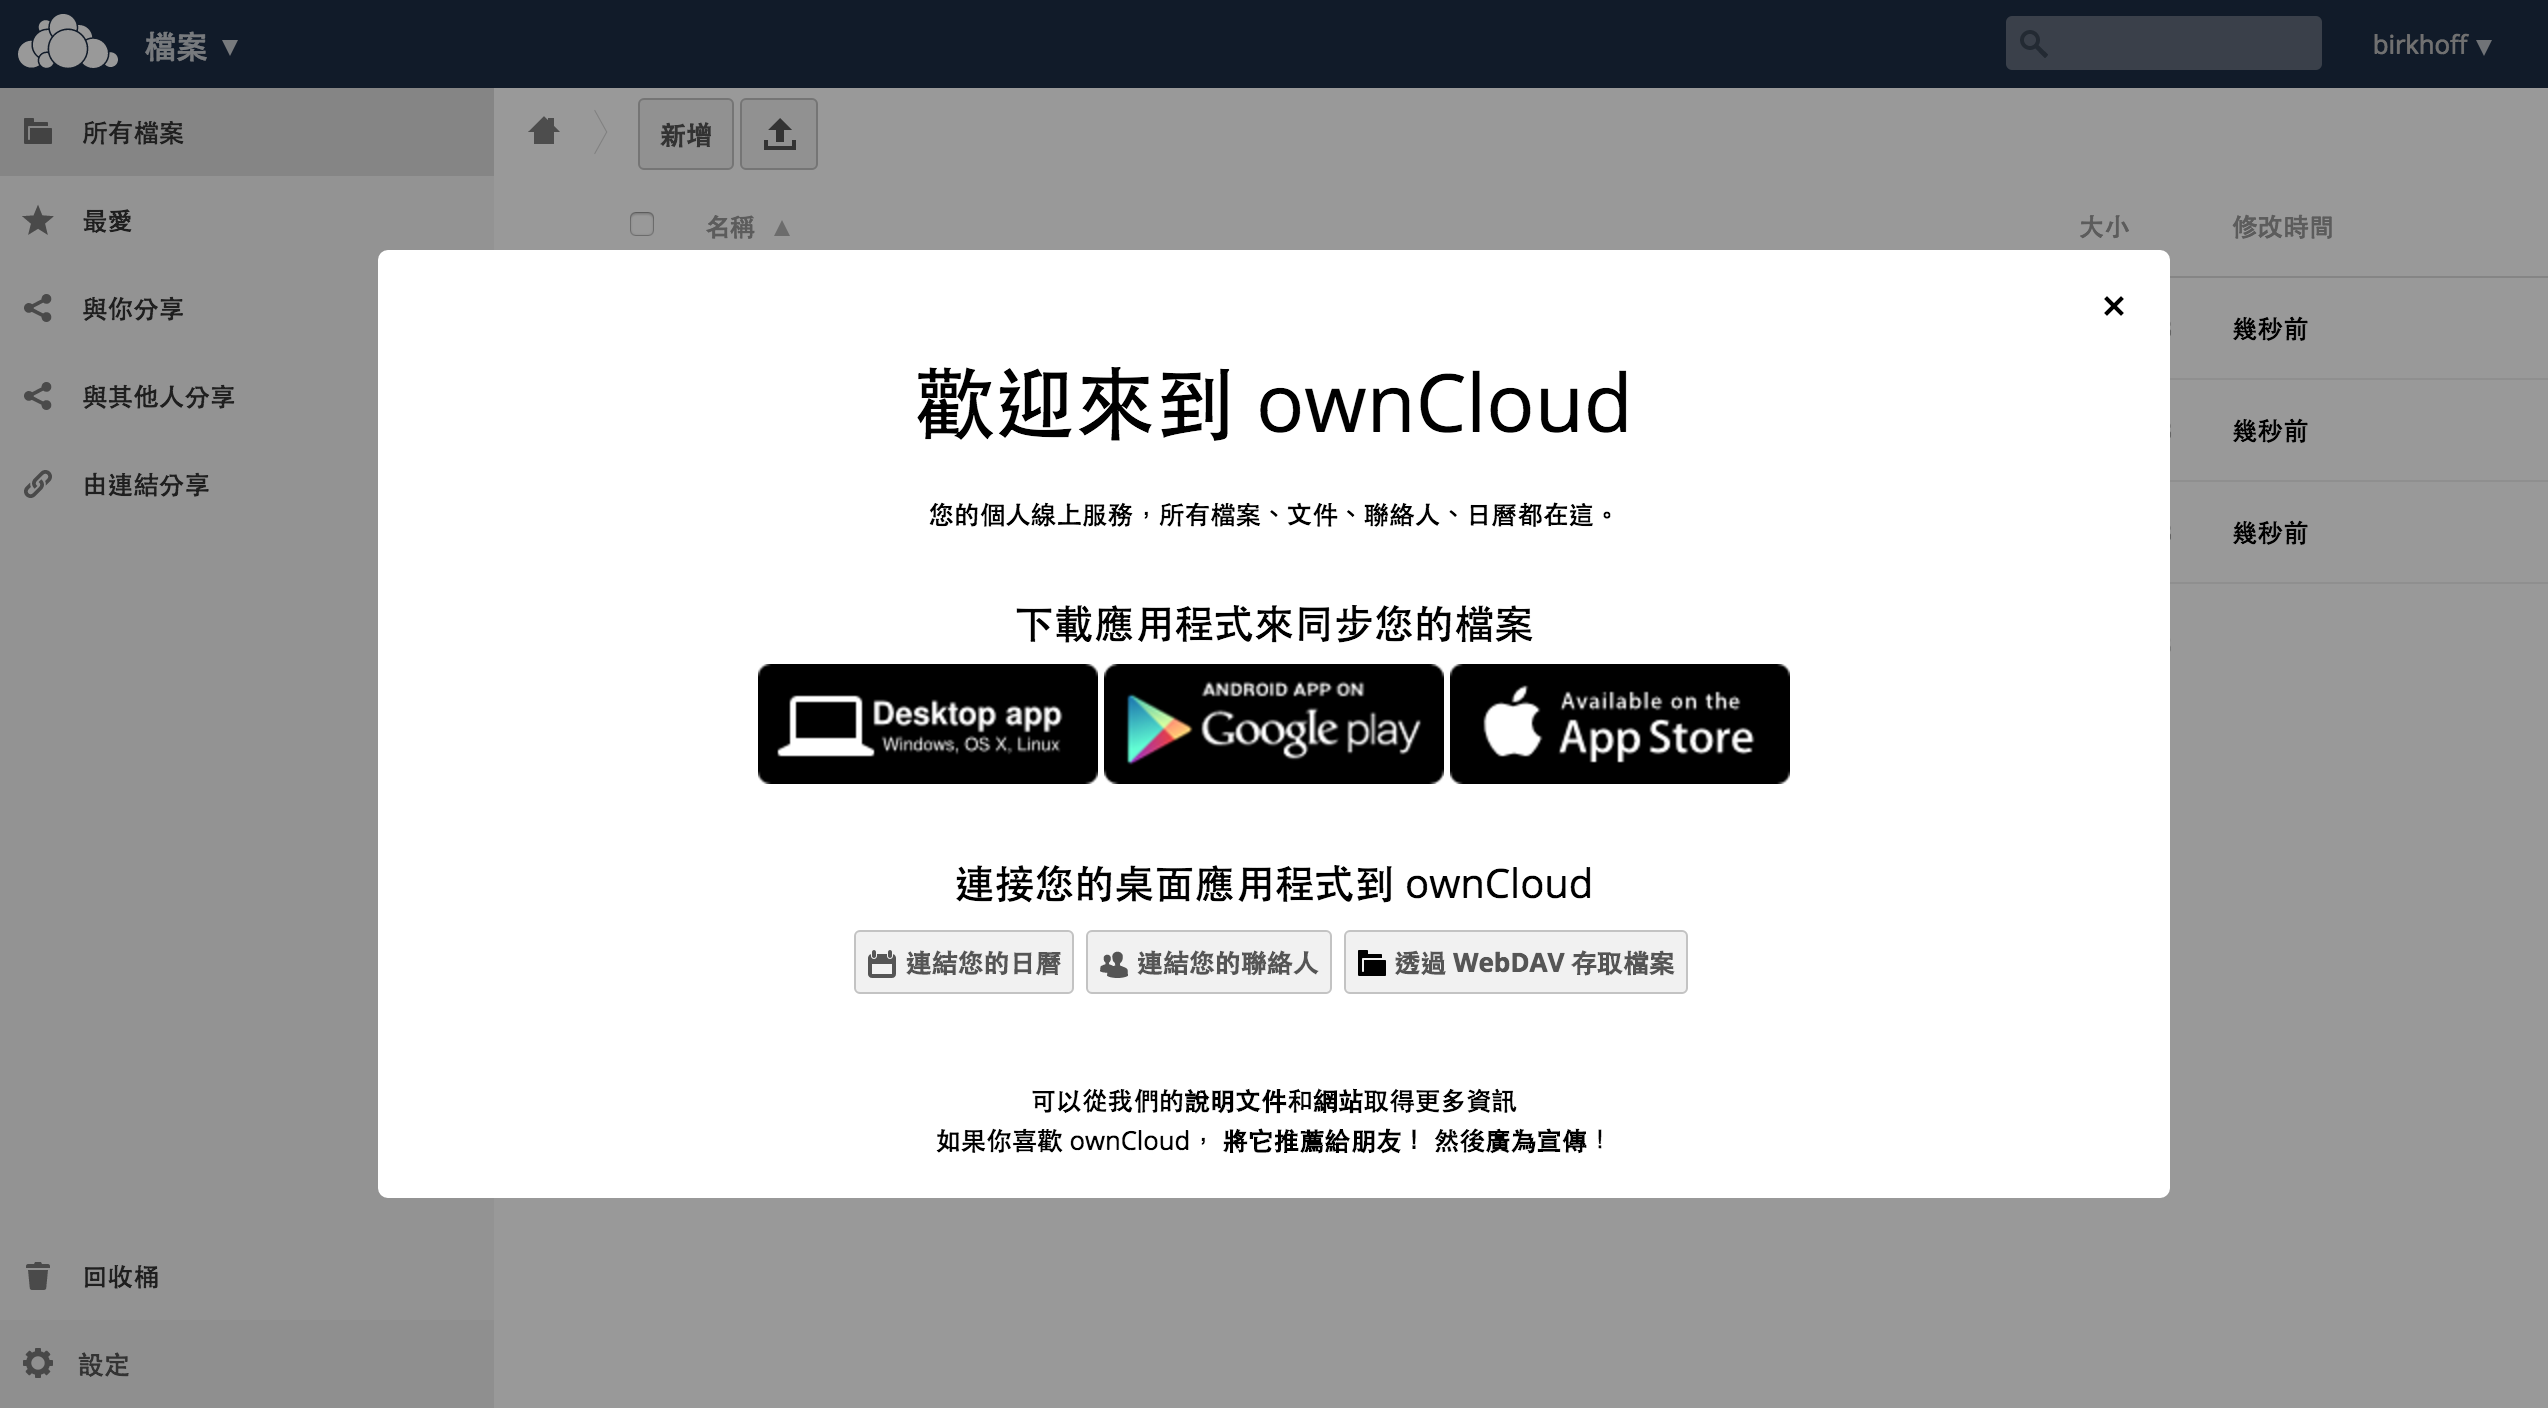 檔案 ▼
birkhoff ▼
所有檔案
最愛
與你分享
與其他人分享
由連結分享
回收桶
設定
新增
名稱 ▲
大小
修改時間
幾秒前
幾秒前
幾秒前
×
歡迎來到 ownCloud
您的個人線上服務，所有檔案、文件、聯絡人、日曆都在這。
下載應用程式來同步您的檔案
Desktop app
Windows, OS X, Linux
ANDROID APP ON
Google play
Available on the
App Store
連接您的桌面應用程式到 ownCloud
連結您的日曆
連結您的聯絡人
透過 WebDAV 存取檔案
可以從我們的說明文件和網站取得更多資訊
如果你喜歡 ownCloud， 將它推薦給朋友！ 然後廣為宣傳！